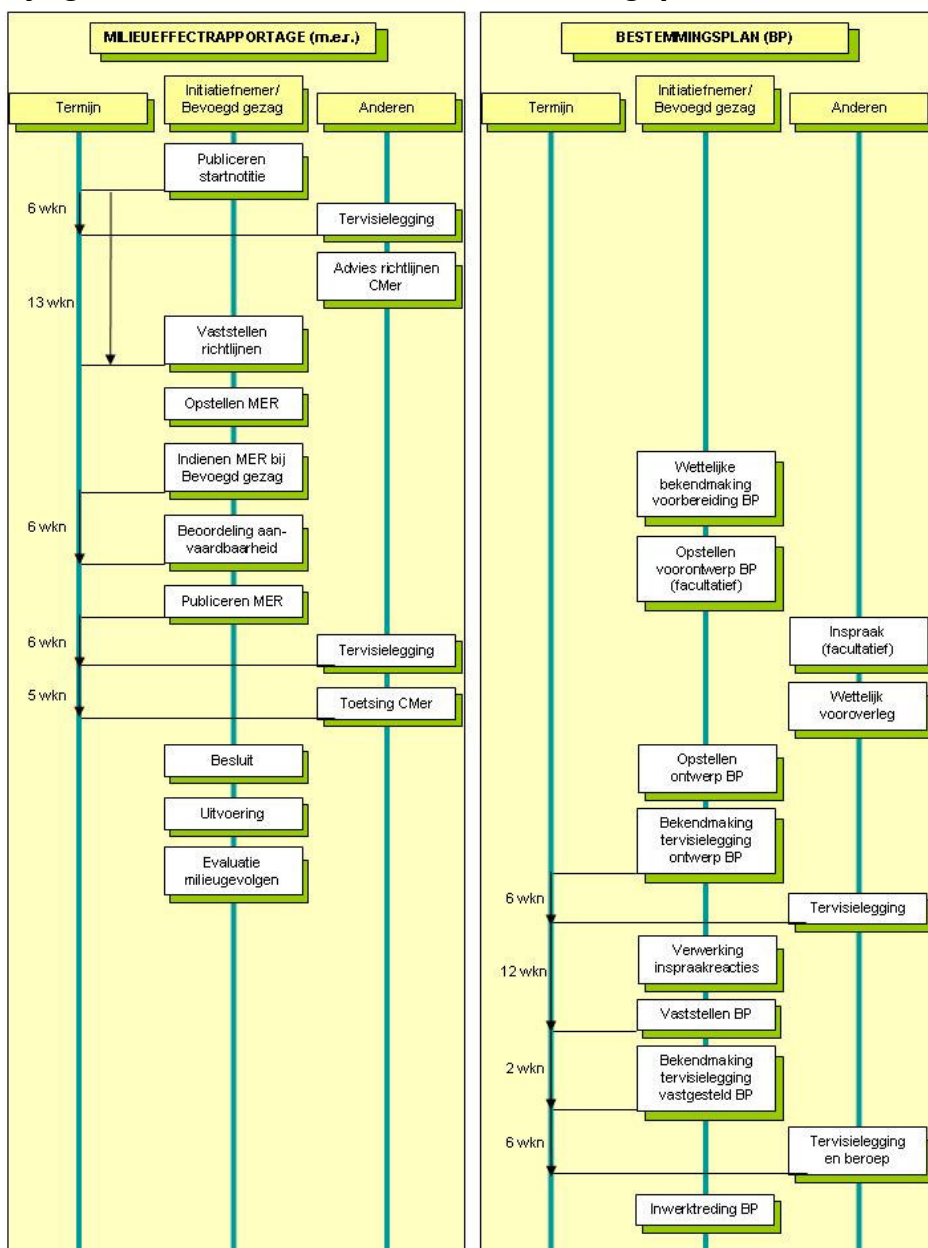 MILIEUEFFECTRAPPORTAGE (m.e.r.)
Termijn
Initiatiefnemer/
Bevoegd gezag
Anderen
Publiceren
startnotitie
6 wkn
Tervisielegging
Advies richtlijnen
CMer
13 wkn
Vaststellen
richtlijnen
Opstellen MER
Indienen MER bij
Bevoegd gezag
6 wkn
Beoordeling aan-
vaardbaarheid
Publiceren MER
6 wkn
Tervisielegging
5 wkn
Toetsing CMer
Besluit
Uitvoering
Evaluatie
milieugevolgen
BESTEMMINGSPLAN (BP)
Termijn
Initiatiefnemer/
Bevoegd gezag
Anderen
Wettelijke
bekendmaking
voorbereiding BP
Opstellen
voorontwerp BP
(facultatief)
Inspraak
(facultatief)
Wettelijk
vooroverleg
Opstellen
ontwerp BP
Bekendmaking
tervisielegging
ontwerp BP
6 wkn
Tervisielegging
Verwerking
inspraakreacties
12 wkn
Vaststellen BP
2 wkn
Bekendmaking
tervisielegging
vastgesteld BP
6 wkn
Tervisielegging
en beroep
Inwerktreding BP